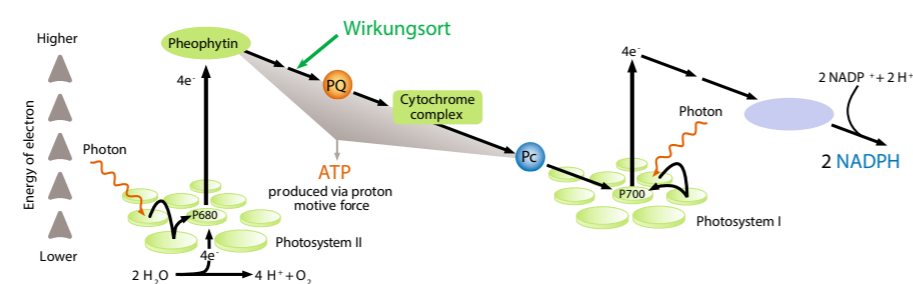 Higher
Energy of electron
Lower
Photon
Pheophytin
4e⁻
Wirkungsort
PQ
Cytochrome
complex
ATP
produced via proton
motive force
Pc
P680
Photosystem II
4e⁻
2 H₂O
4 H⁺ + O₂
4e⁻
Photon
P700
Photosystem I
2 NADP ⁺ + 2 H⁺
2 NADPH